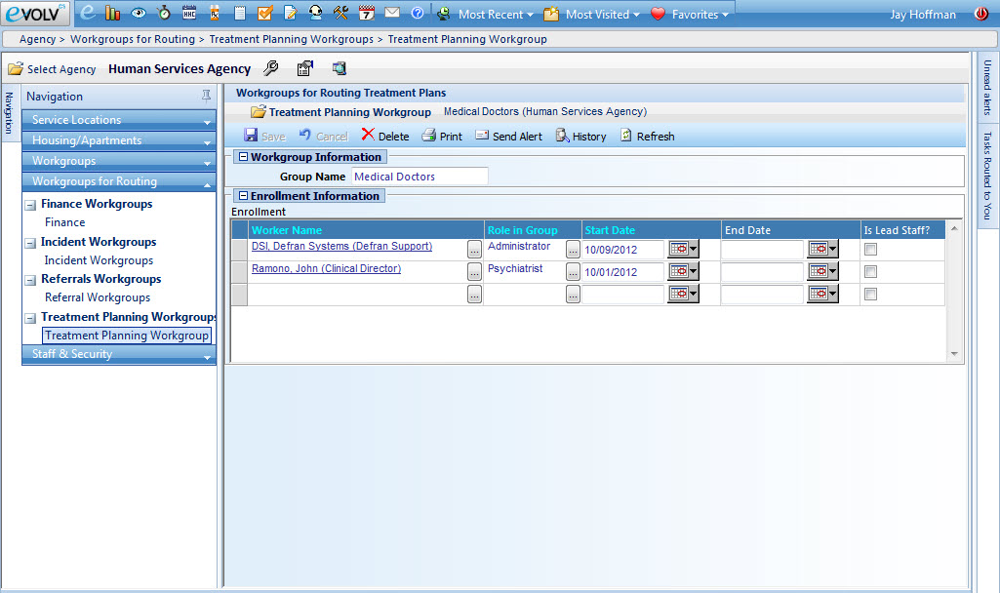 eVOLV cs Most Recent Most Visited Favorites Jay Hoffman
Agency > Workgroups for Routing > Treatment Planning Workgroups > Treatment Planning Workgroup
Select Agency Human Services Agency
Navigation
Navigation
Service Locations
Housing/Apartments
Workgroups
Workgroups for Routing
Finance Workgroups
Finance
Incident Workgroups
Incident Workgroups
Referrals Workgroups
Referral Workgroups
Treatment Planning Workgroups
Treatment Planning Workgroup
Staff & Security
Workgroups for Routing Treatment Plans
Treatment Planning Workgroup Medical Doctors (Human Services Agency)
Save Cancel Delete Print Send Alert History Refresh
Workgroup Information
Group Name Medical Doctors
Enrollment Information
Enrollment
Worker Name Role in Group Start Date End Date Is Lead Staff?
DSI, Defran Systems (Defran Support) ... Administrator ... 10/09/2012
Ramono, John (Clinical Director) ... Psychiatrist ... 10/01/2012
... ...
Unread alerts
Tasks Routed to You